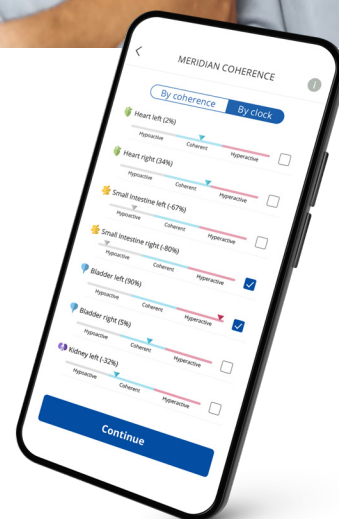 MERIDIAN COHERENCE
i
By coherence By clock
Heart left (2%)
Hypoactive Coherent Hyperactive
Heart right (34%)
Hypoactive Coherent Hyperactive
Small intestine left (-67%)
Hypoactive Coherent Hyperactive
Small intestine right (-80%)
Hypoactive Coherent Hyperactive
Bladder left (90%)
Hypoactive Coherent Hyperactive
Bladder right (5%)
Hypoactive Coherent Hyperactive
Kidney left (-32%)
Hypoactive Coherent Hyperactive
Continue